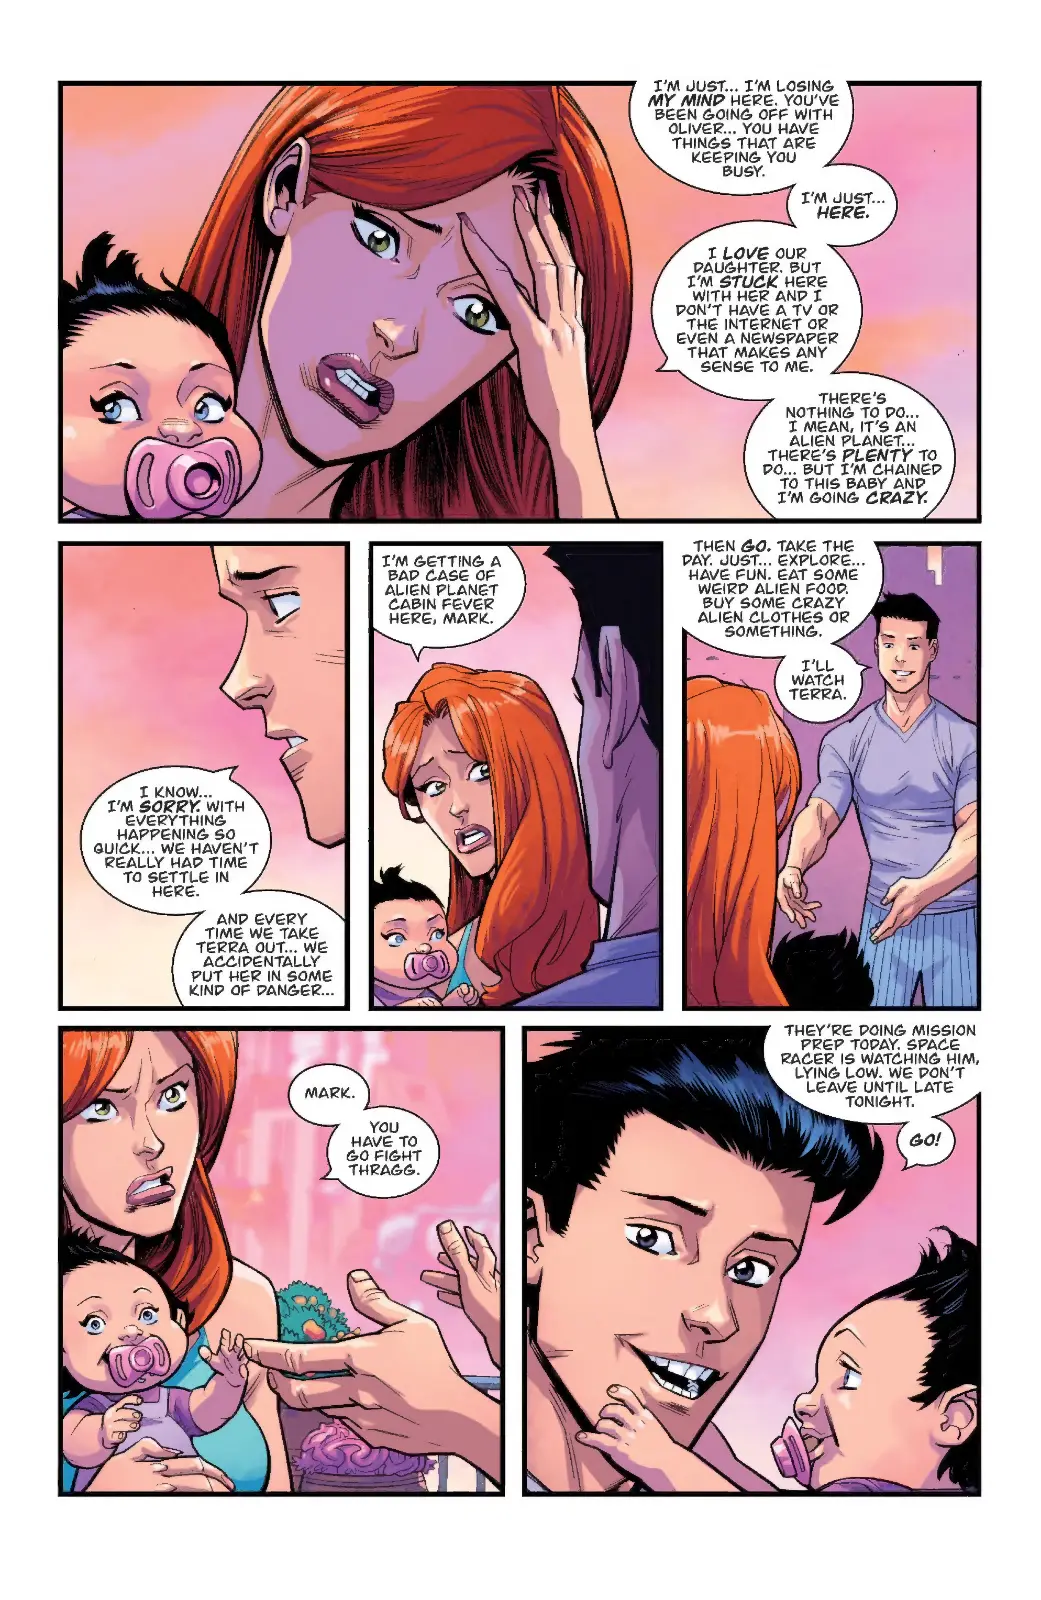 I'M JUST... I'M LOSING
MY MIND HERE. YOU'VE
BEEN GOING OFF WITH
OLIVER... YOU HAVE
THINGS THAT ARE
KEEPING YOU
BUSY.
I'M JUST...
HERE.
I LOVE OUR
DAUGHTER. BUT
I'M STUCK HERE
WITH HER AND I
DON'T HAVE A TV OR
THE INTERNET OR
EVEN A NEWSPAPER
THAT MAKES ANY
SENSE TO ME.
THERE'S
NOTHING TO DO...
I MEAN, IT'S AN
ALIEN PLANET...
THERE'S PLENTY TO
DO... BUT I'M CHAINED
TO THIS BABY AND
I'M GOING CRAZY.
I KNOW...
I'M SORRY. WITH
EVERYTHING
HAPPENING SO
QUICK... WE HAVEN'T
REALLY HAD TIME
TO SETTLE IN
HERE.
AND EVERY
TIME WE TAKE
TERRA OUT... WE
ACCIDENTALLY
PUT HER IN SOME
KIND OF DANGER...
I'M GETTING A
BAD CASE OF
ALIEN PLANET
CABIN FEVER
HERE, MARK.
THEN GO. TAKE THE
DAY. JUST... EXPLORE...
HAVE FUN. EAT SOME
WEIRD ALIEN FOOD.
BUY SOME CRAZY
ALIEN CLOTHES OR
SOMETHING.
I'LL
WATCH
TERRA.
MARK.
YOU
HAVE TO
GO FIGHT
THRAGG.
THEY'RE DOING MISSION
PREP TODAY. SPACE
RACER IS WATCHING HIM,
LYING LOW. WE DON'T
LEAVE UNTIL LATE
TONIGHT.
GO!